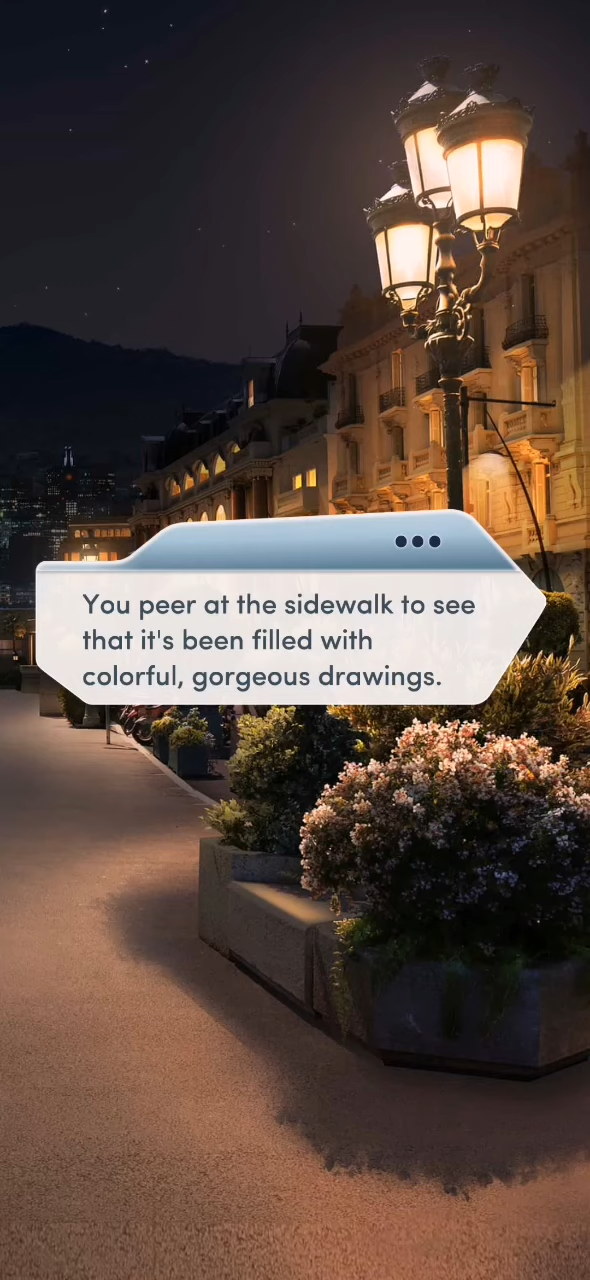 You peer at the sidewalk to see
that it's been filled with
colorful, gorgeous drawings.